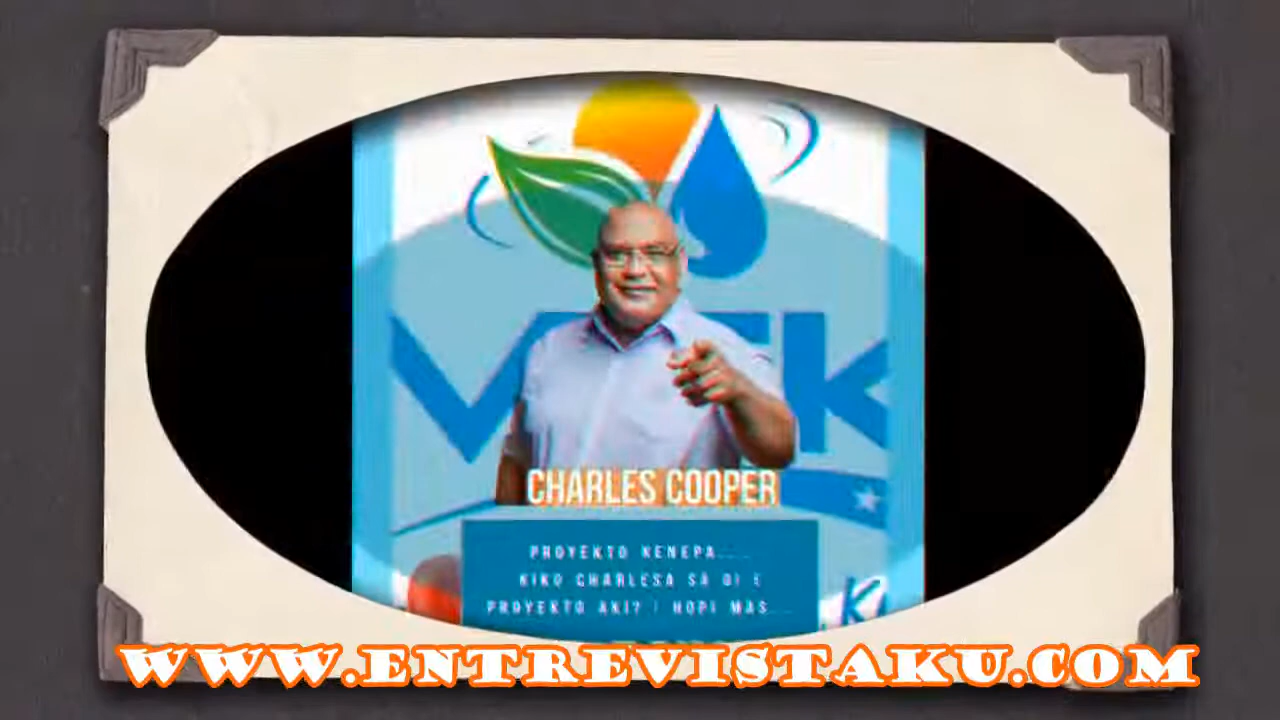 CHARLES COOPER
PROYEKTO KENEPA...
KIKO CHARLESA SA DI E
PROYEKTO AKI? I HOPI MAS...
WWW.ENTREVISTAKU.COM